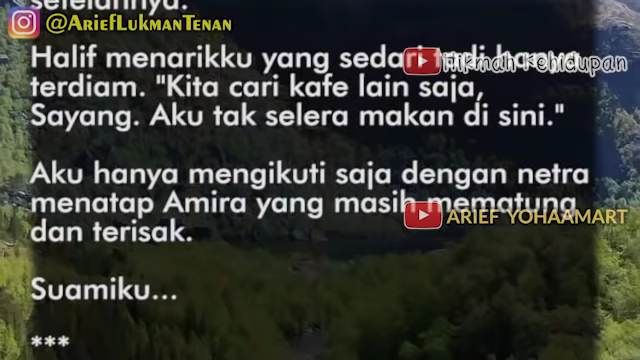 @AriefLukmanTenan
setelahnya.
Halif menarikku yang sedari tadi hanya
Hikmah Kehidupan
terdiam. "Kita cari kafe lain saja,
Sayang. Aku tak selera makan di sini."
Aku hanya mengikuti saja dengan netra
menatap Amira yang masih mematung
ARIEF YOHAAMART
dan terisak.
Suamiku...
***